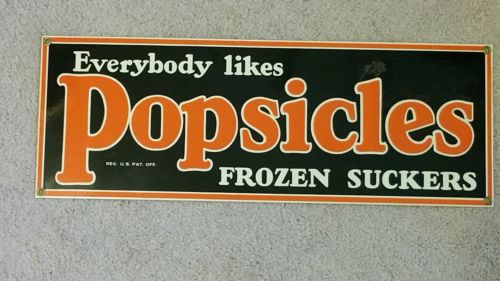 Everybody likes
Popsicles
REG. U.S. PAT. OFF.
FROZEN SUCKERS